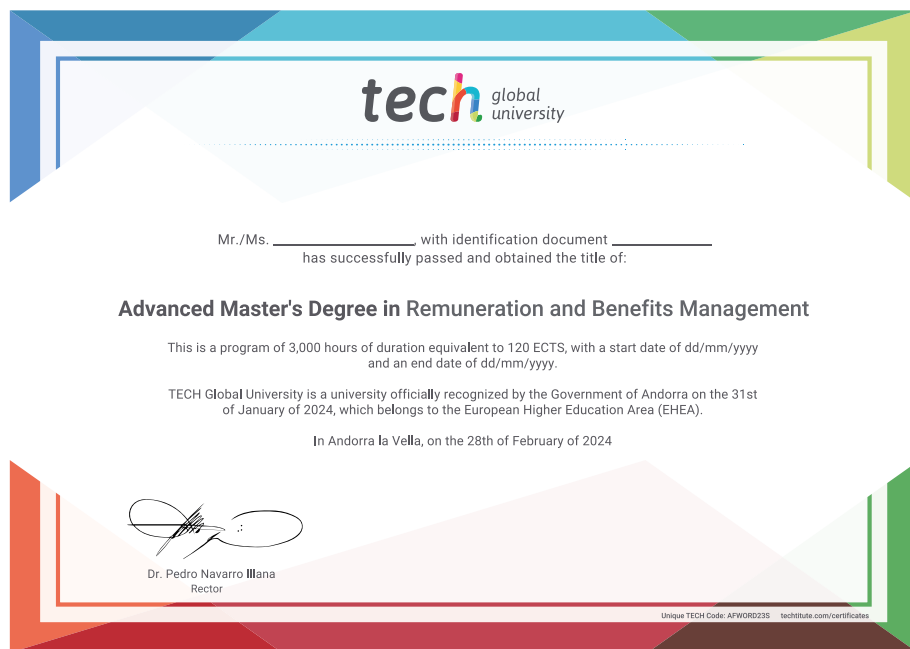 tech global
university
Mr./Ms. ________________, with identification document ___________
has successfully passed and obtained the title of:
Advanced Master's Degree in Remuneration and Benefits Management
This is a program of 3,000 hours of duration equivalent to 120 ECTS, with a start date of dd/mm/yyyy
and an end date of dd/mm/yyyy.
TECH Global University is a university officially recognized by the Government of Andorra on the 31st
of January of 2024, which belongs to the European Higher Education Area (EHEA).
In Andorra la Vella, on the 28th of February of 2024
Dr. Pedro Navarro Illana
Rector
Unique TECH Code: AFWORD23S techtitute.com/certificates